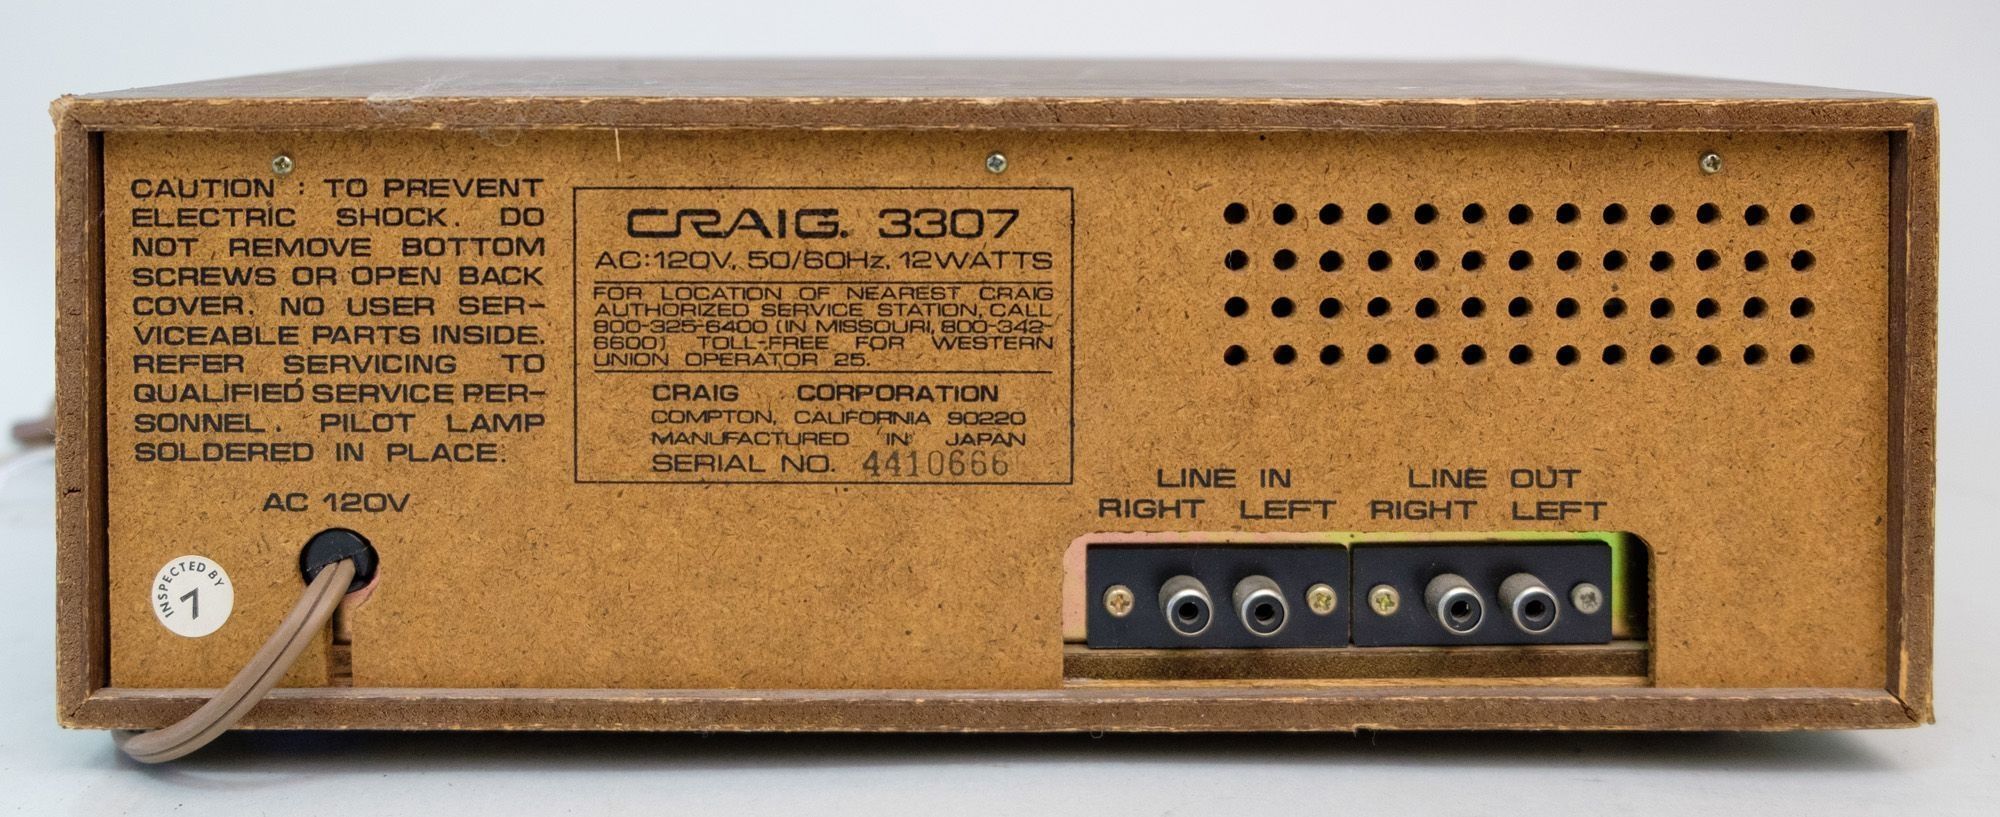 CAUTION : TO PREVENT
ELECTRIC SHOCK. DO
NOT REMOVE BOTTOM
SCREWS OR OPEN BACK
COVER. NO USER SER-
VICEABLE PARTS INSIDE.
REFER SERVICING TO
QUALIFIED SERVICE PER-
SONNEL. PILOT LAMP
SOLDERED IN PLACE.
AC 120V
INSPECTED BY
7
CRAIG. 3307
AC:120V, 50/60Hz, 12WATTS
FOR LOCATION OF NEAREST CRAIG
AUTHORIZED SERVICE STATION, CALL
800-325-6400 (IN MISSOURI, 800-342-
6600) TOLL-FREE FOR WESTERN
UNION OPERATOR 25.
CRAIG CORPORATION
COMPTON, CALIFORNIA 90220
MANUFACTURED IN JAPAN
SERIAL NO. 4410666
LINE IN LINE OUT
RIGHT LEFT RIGHT LEFT